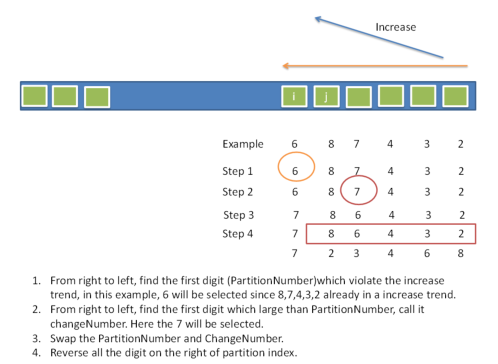 Increase
i j
Example 6 8 7 4 3 2
Step 1 6 8 7 4 3 2
Step 2 6 8 7 4 3 2
Step 3 7 8 6 4 3 2
Step 4 7 8 6 4 3 2
7 2 3 4 6 8
1. From right to left, find the first digit (PartitionNumber)which violate the increase
trend, in this example, 6 will be selected since 8,7,4,3,2 already in a increase trend.
2. From right to left, find the first digit which large than PartitionNumber, call it
changeNumber. Here the 7 will be selected.
3. Swap the PartitionNumber and ChangeNumber.
4. Reverse all the digit on the right of partition index.